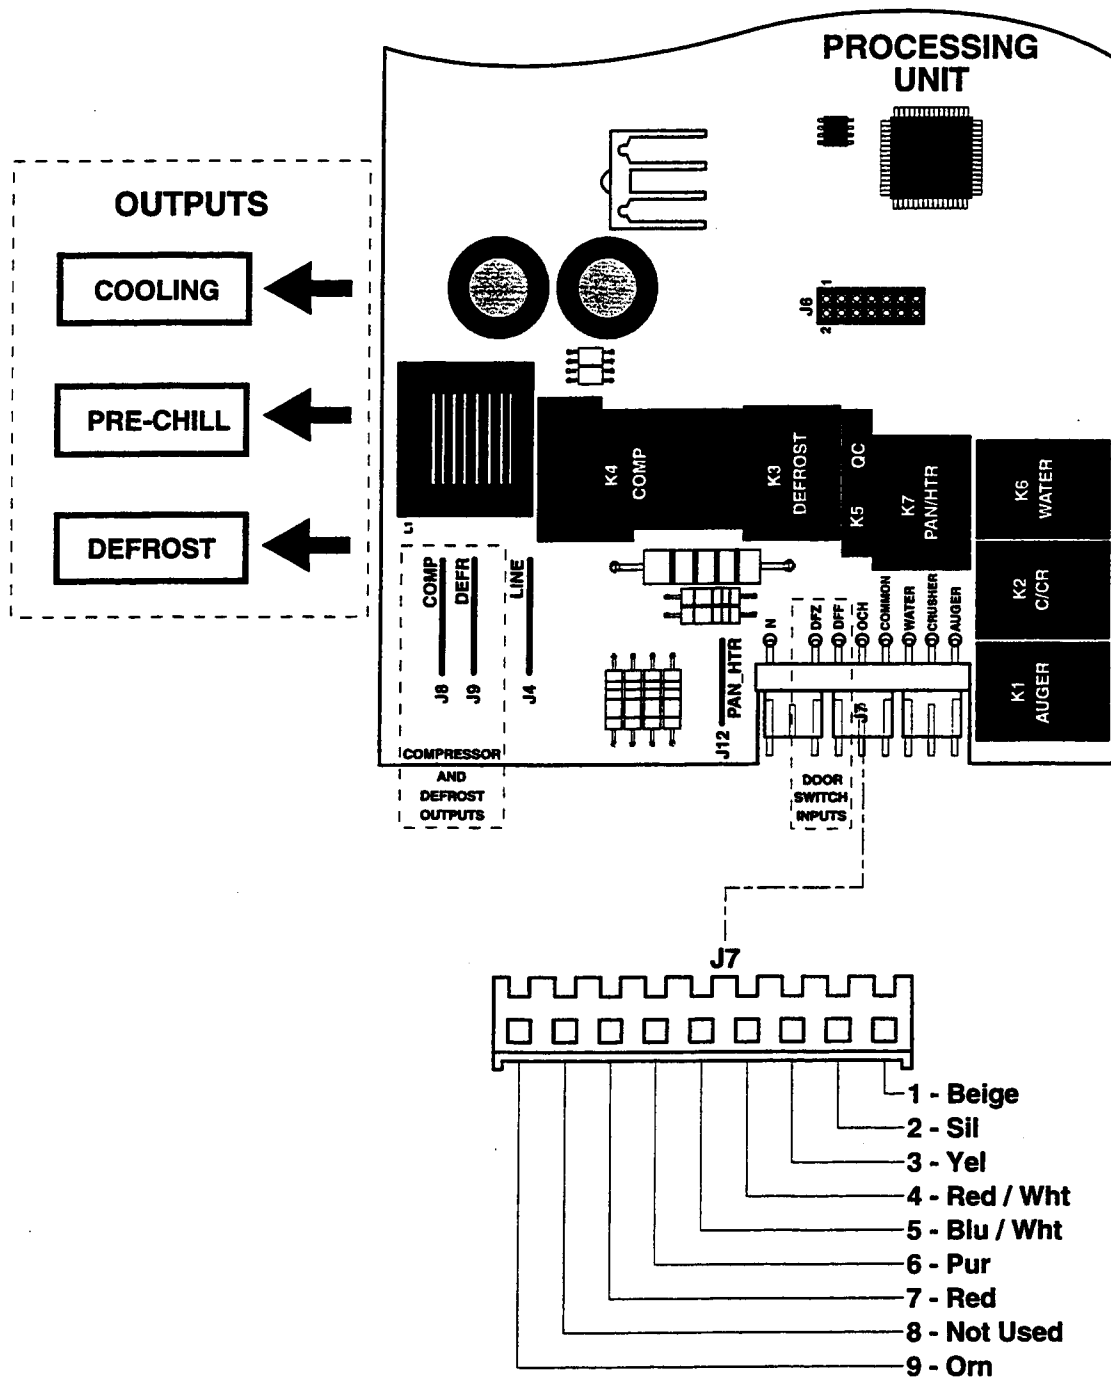 PROCESSING
UNIT
OUTPUTS
COOLING
PRE-CHILL
DEFROST
J6
1
2
L1
K4
COMP
K3
DEFROST
K5 QC
K7
PAN/HTR
K6
WATER
K2
C/CR
K1
AUGER
COMP
J8
DEFR
J9
LINE
J4
J12
PAN_HTR
N
DFZ
DFF
OCH
COMMON
WATER
CRUSHER
AUGER
J7
COMPRESSOR
AND
DEFROST
OUTPUTS
DOOR
SWITCH
INPUTS
J7
1 - Beige
2 - Sil
3 - Yel
4 - Red / Wht
5 - Blu / Wht
6 - Pur
7 - Red
8 - Not Used
9 - Orn